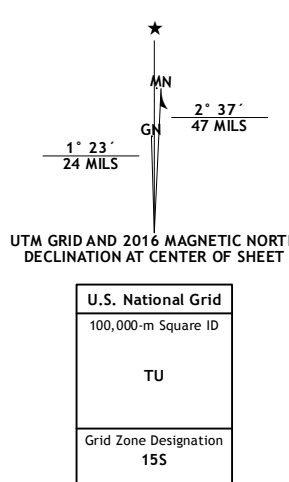 ★
MN
2° 37´
47 MILS
GN
1° 23´
24 MILS
UTM GRID AND 2016 MAGNETIC NORT
DECLINATION AT CENTER OF SHEET
U.S. National Grid
100,000-m Square ID
TU
Grid Zone Designation
15S